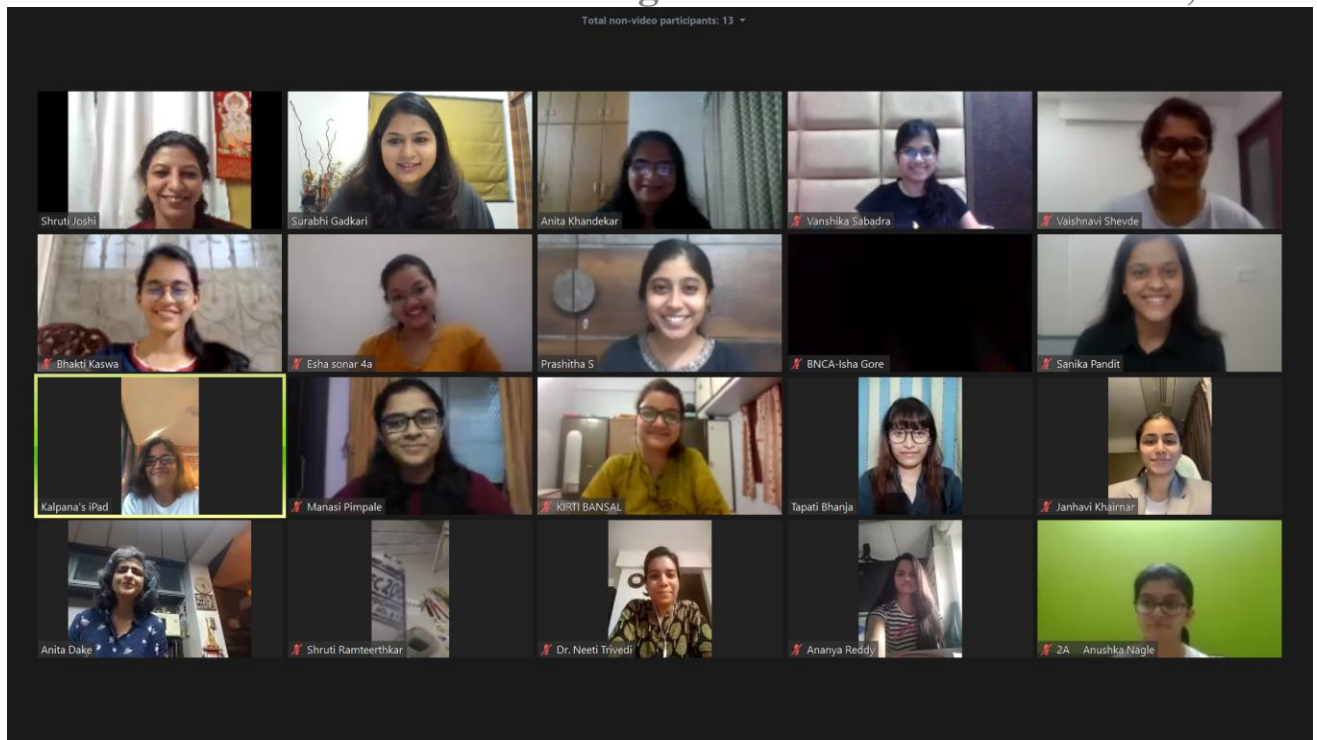 Total non-video participants: 13
Shruti Joshi
Surabhi Gadkari
Anita Khandekar
Vanshika Sabadra
Vaishnavi Shevde
Bhakti Kaswa
Esha sonar 4a
Prashitha S
BNCA-Isha Gore
Sanika Pandit
Kalpana's iPad
Manasi Pimpale
KIRTI BANSAL
Tapati Bhanja
Janhavi Khairnar
Anita Dake
Shruti Ramteerthkar
Dr. Neeti Trivedi
Ananya Reddy
2A Anushka Nagle